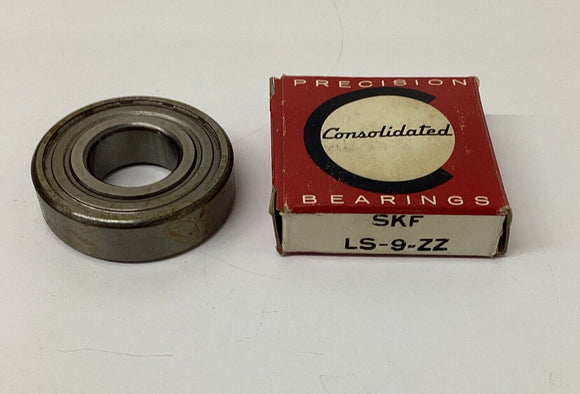 PRECISION
Consolidated
BEARINGS
SKF
LS-9-ZZ